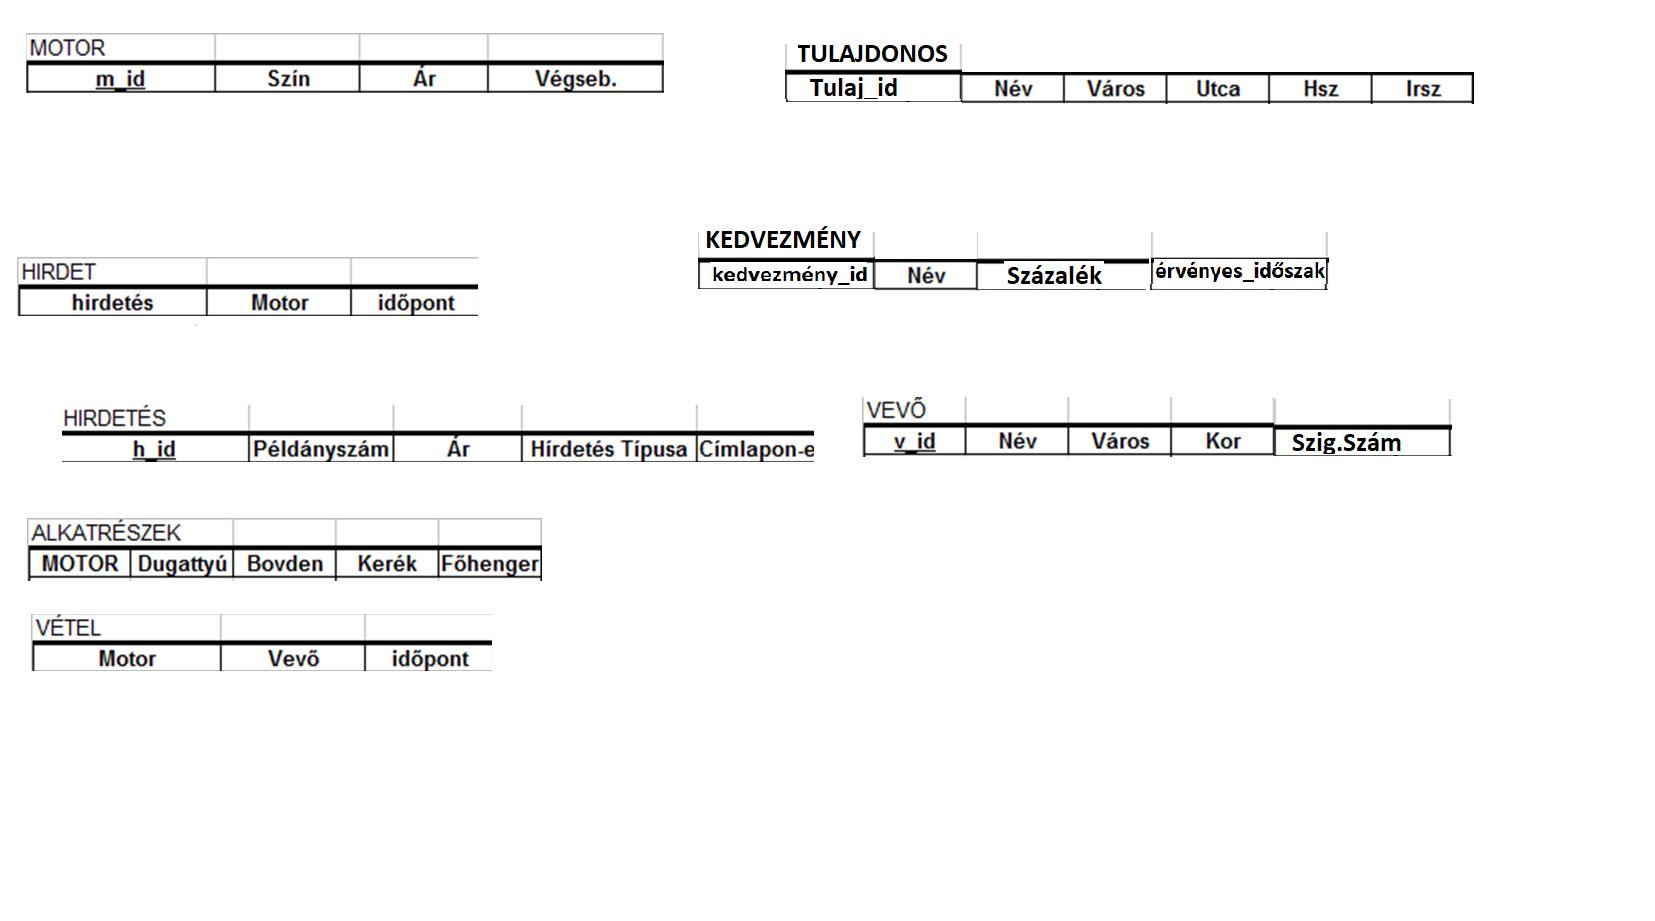 MOTOR
m_id Szín Ár Végseb.
TULAJDONOS
Tulaj_id Név Város Utca Hsz Irsz
KEDVEZMÉNY
kedvezmény_id Név Százalék érvényes_időszak
HIRDET
hirdetés Motor időpont
HIRDETÉS
h_id Példányszám Ár Hírdetés Típusa Címlapon-e
VEVŐ
v_id Név Város Kor Szig.Szám
ALKATRÉSZEK
MOTOR Dugattyú Bovden Kerék Főhenger
VÉTEL
Motor Vevő időpont